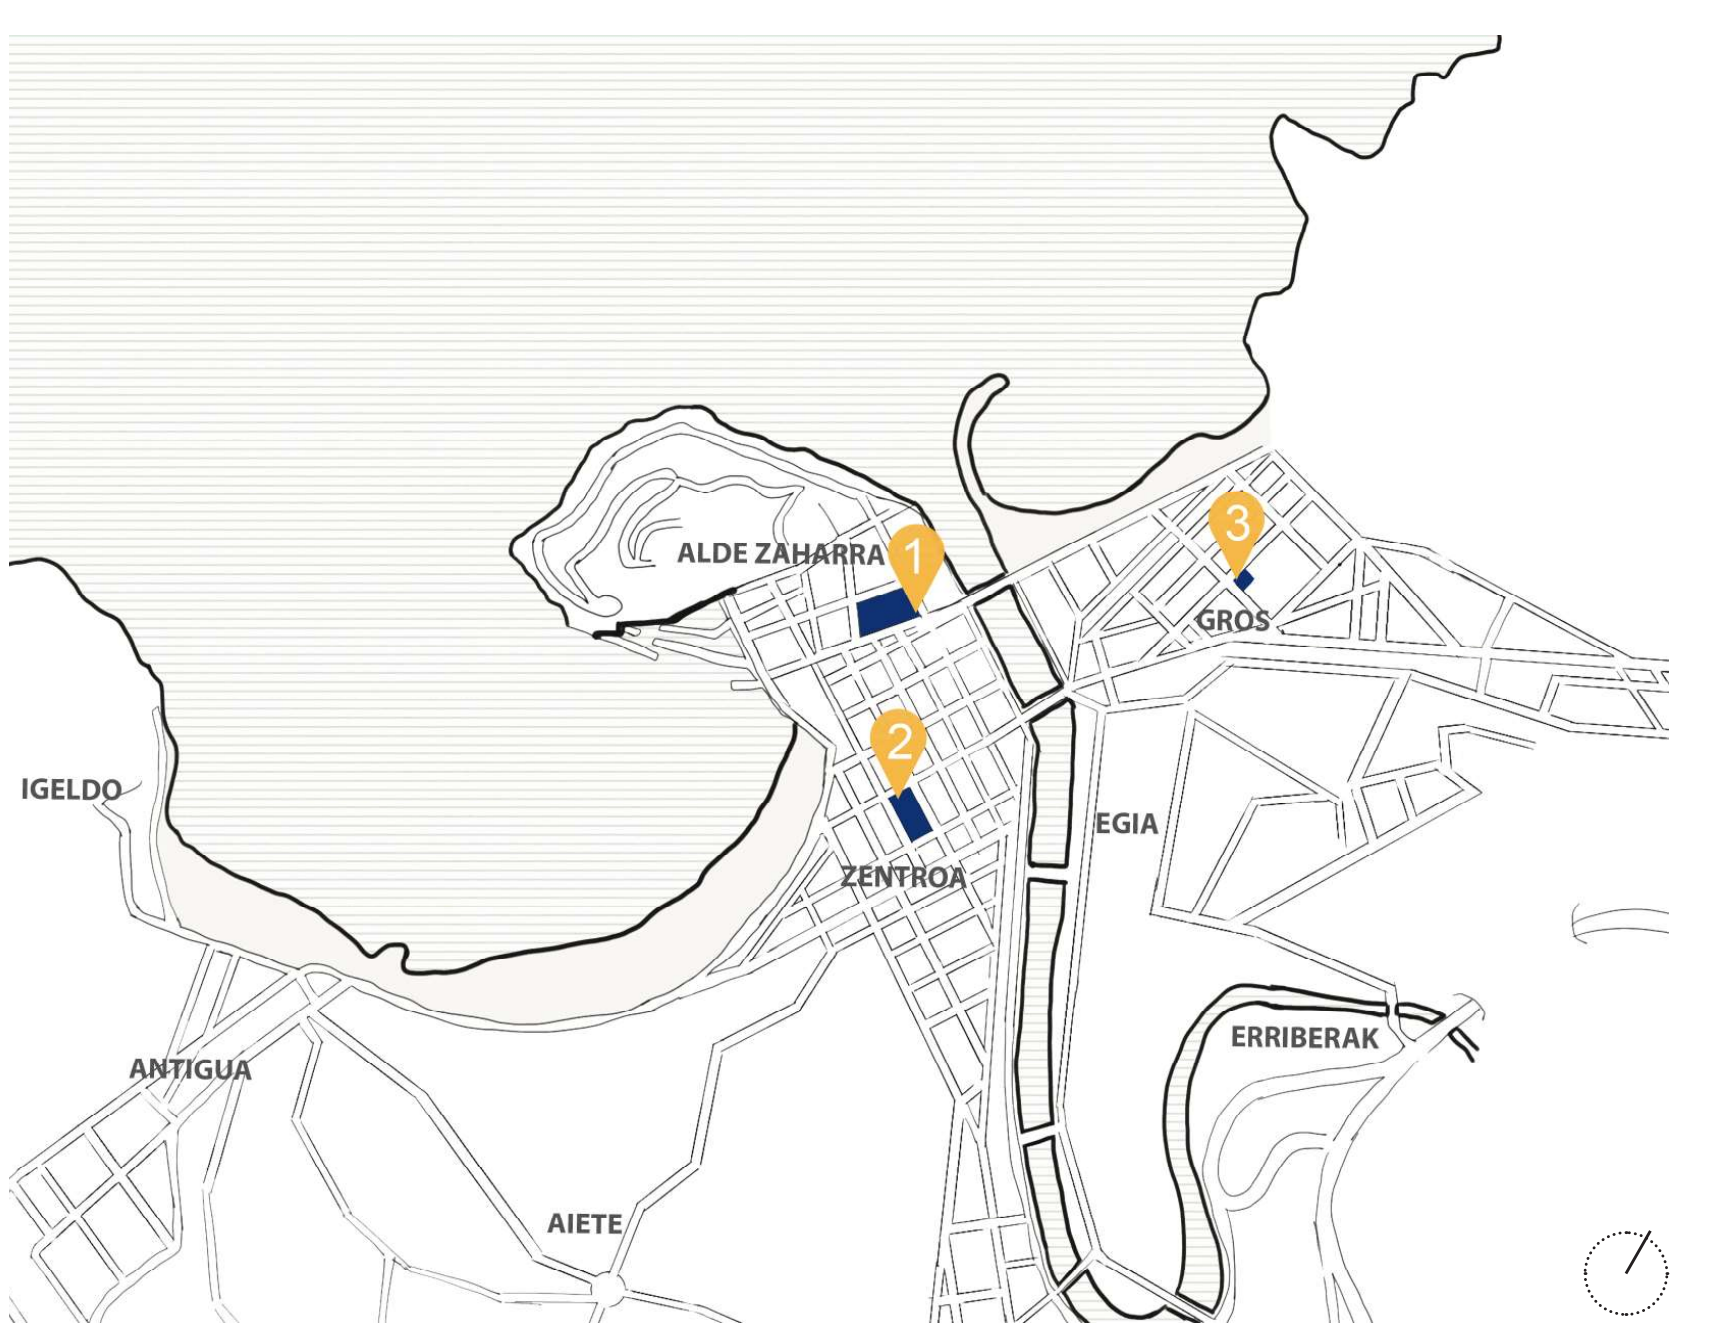 3
ALDE ZAHARRA
1
GROS
2
IGELDO
EGIA
ZENTROA
ERRIBERAK
ANTIGUA
AIETE